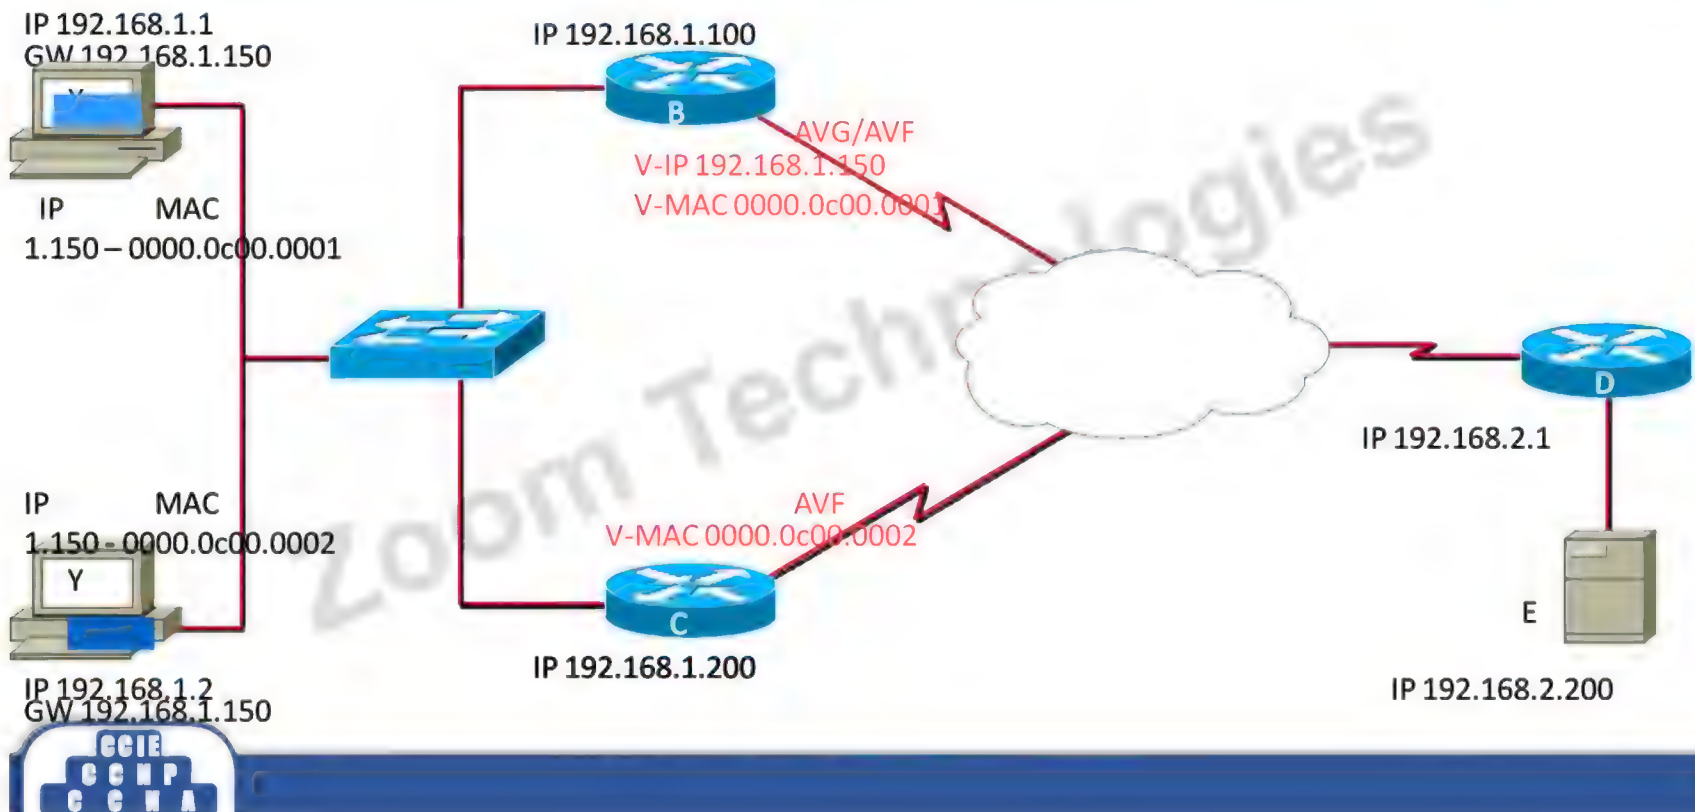 IP 192.168.1.1
GW 192.168.1.150
IP MAC
1.150 – 0000.0c00.0001
IP 192.168.1.100
B
AVG/AVF
V-IP 192.168.1.150
V-MAC 0000.0c00.0001
Zoom Technologies
D
IP 192.168.2.1
IP MAC
1.150 - 0000.0c00.0002
Y
IP 192.168.1.2
GW 192.168.1.150
AVF
V-MAC 0000.0c00.0002
C
IP 192.168.1.200
E
IP 192.168.2.200
CCIE
CCNP
CCNA